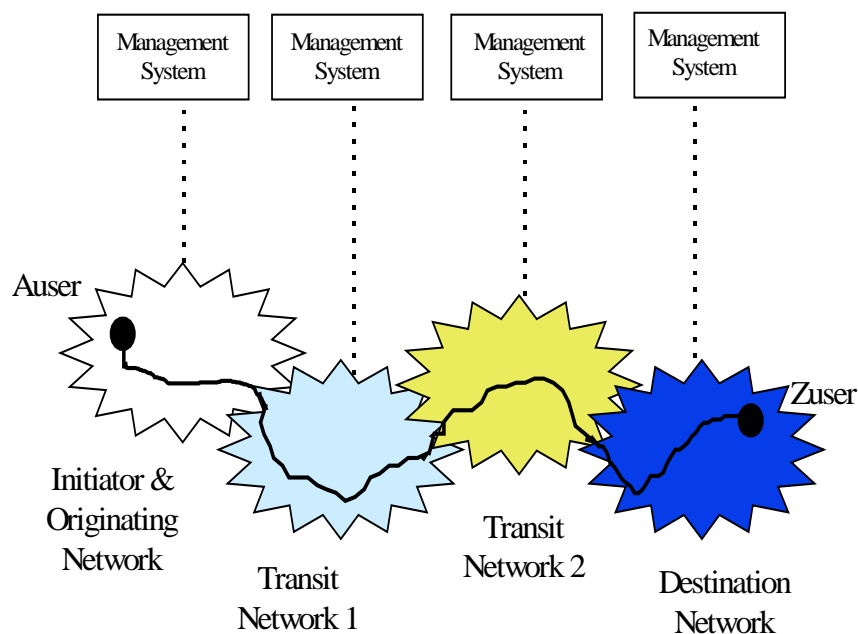 Management
System
Management
System
Management
System
Management
System
Auser
Zuser
Initiator &
Originating
Network
Transit
Network 1
Transit
Network 2
Destination
Network